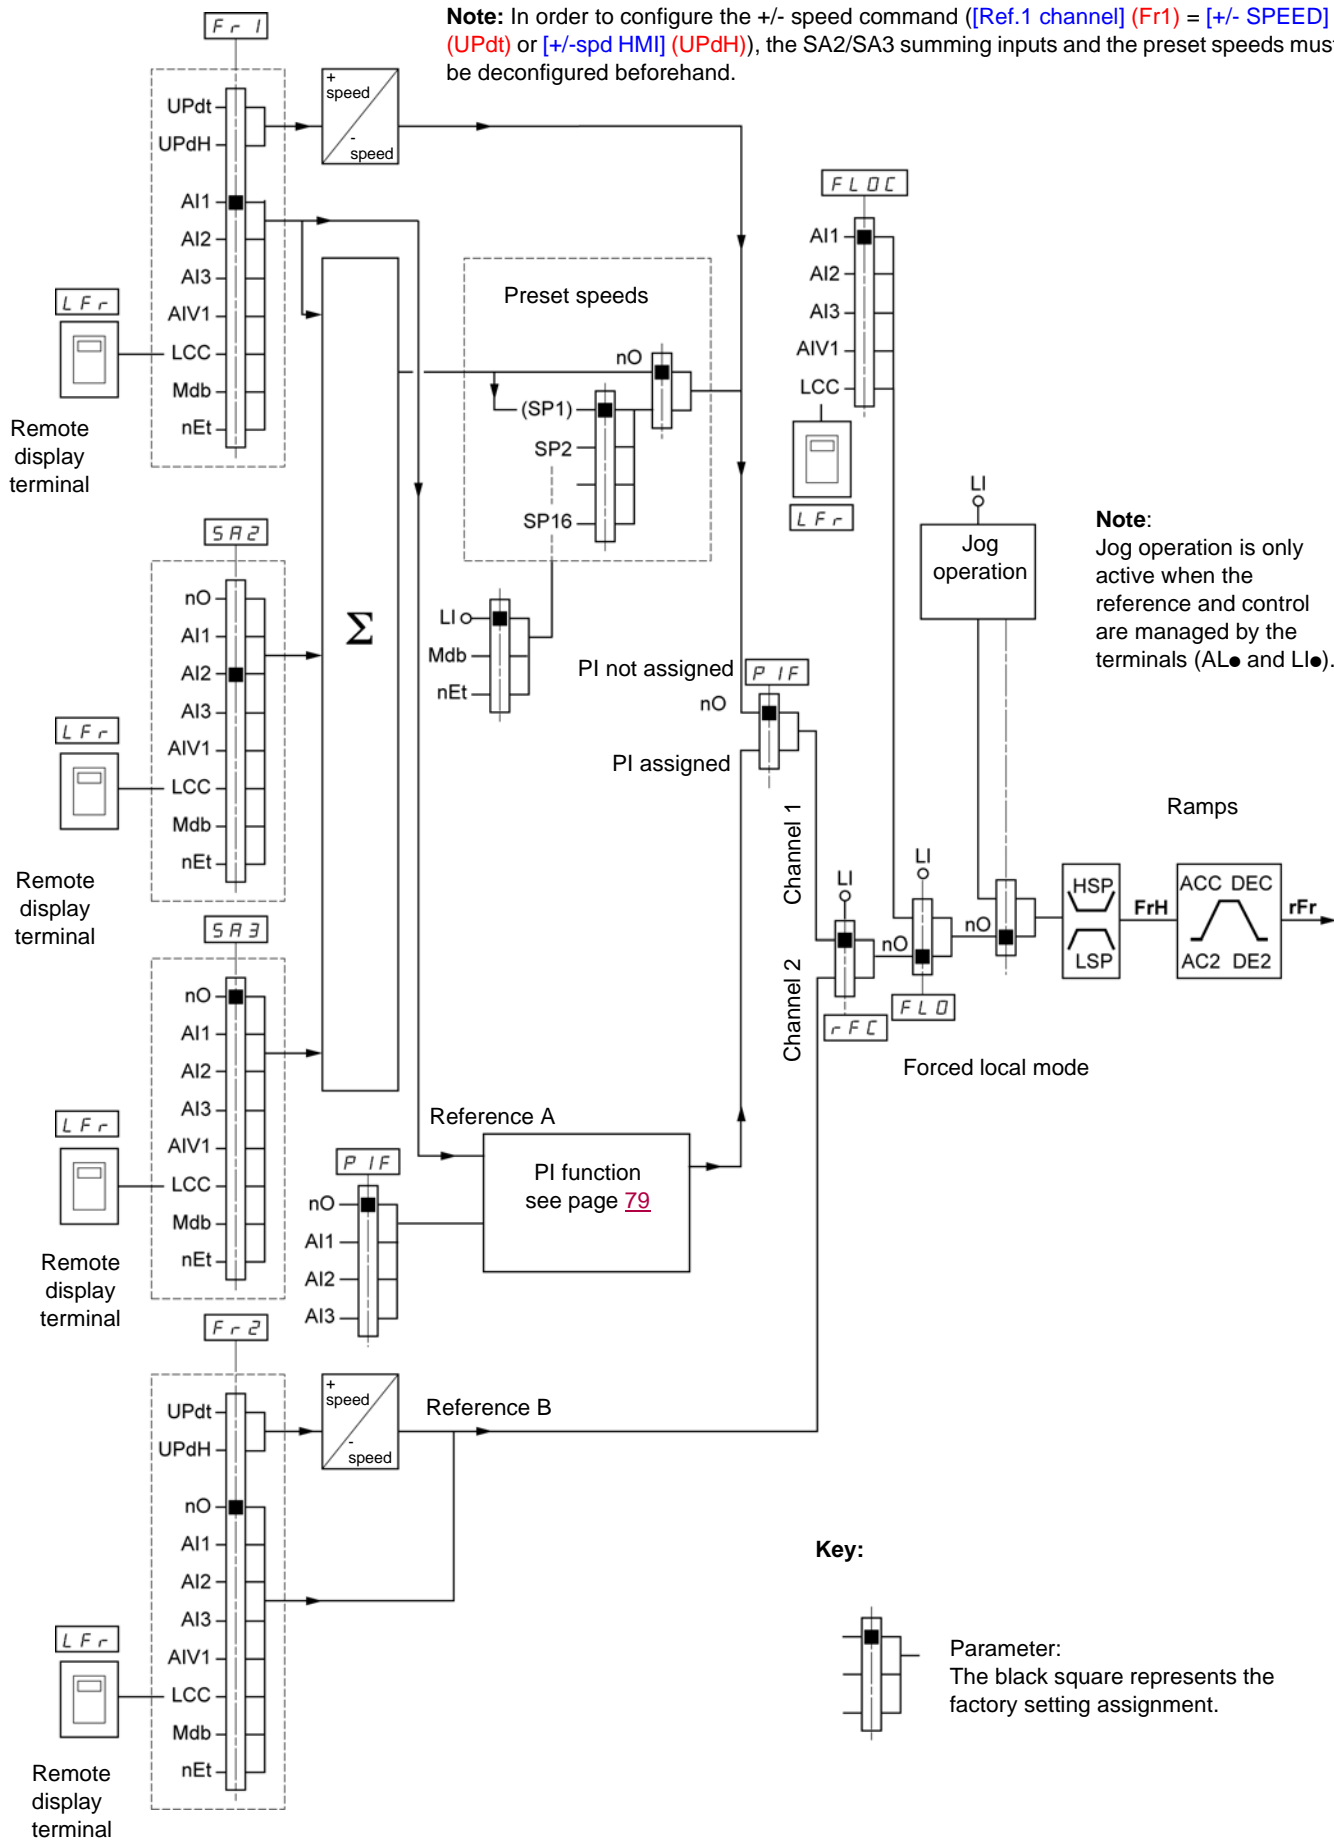 Note: In order to configure the +/- speed command ([Ref.1 channel] (Fr1) = [+/- SPEED]
(UPdt) or [+/-spd HMI] (UPdH)), the SA2/SA3 summing inputs and the preset speeds must
be deconfigured beforehand.
Fr1
UPdt
UPdH
AI1
AI2
AI3
AIV1
LCC
Mdb
nEt
LFr
Remote
display
terminal
+
speed
-
speed
Preset speeds
nO
(SP1)
SP2
SP16
LI
Mdb
nEt
FLOC
AI1
AI2
AI3
AIV1
LCC
LFr
LI
Jog
operation
Note:
Jog operation is only
active when the
reference and control
are managed by the
terminals (AL● and LI●).
SA2
nO
AI1
AI2
AI3
AIV1
LCC
Mdb
nEt
LFr
Remote
display
terminal
Σ
PI not assigned
PIF
nO
PI assigned
Channel 1
Channel 2
LI
rFC
nO
LI
FLO
nO
Forced local mode
Ramps
HSP
LSP
FrH
ACC DEC
AC2 DE2
rFr
SA3
nO
AI1
AI2
AI3
AIV1
LCC
Mdb
nEt
LFr
Remote
display
terminal
Reference A
PIF
nO
AI1
AI2
AI3
PI function
see page 79
Fr2
UPdt
UPdH
nO
AI1
AI2
AI3
AIV1
LCC
Mdb
nEt
LFr
Remote
display
terminal
+
speed
-
speed
Reference B
Key:
Parameter:
The black square represents the
factory setting assignment.